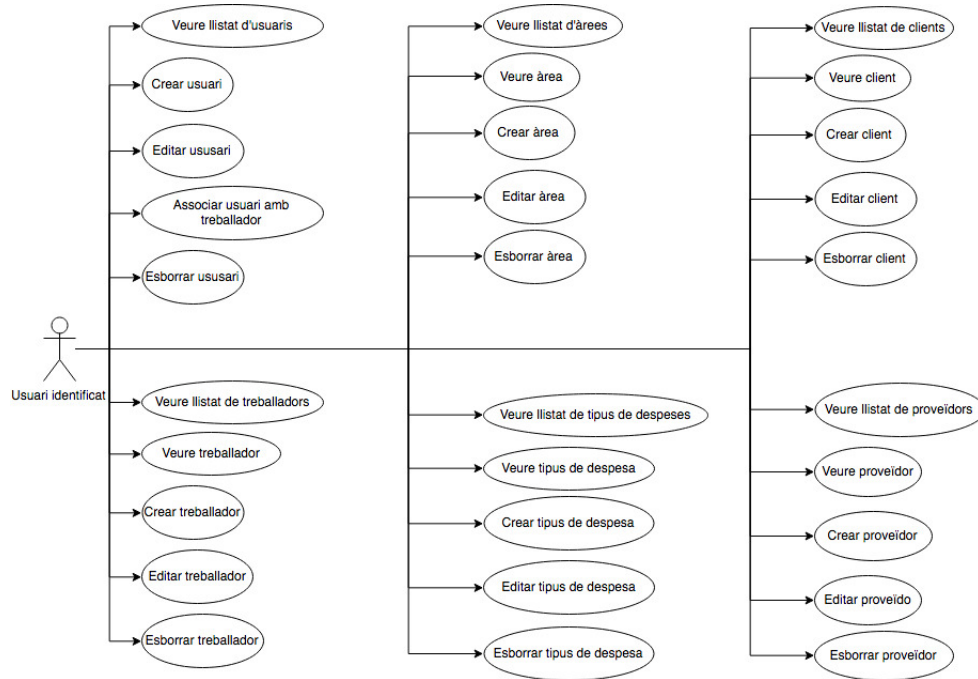 Veure llistat d'usuaris
Crear usuari
Editar ususari
Associar usuari amb
treballador
Esborrar ususari
Veure llistat d'àrees
Veure àrea
Crear àrea
Editar àrea
Esborrar àrea
Veure llistat de clients
Veure client
Crear client
Editar client
Esborrar client
Usuari identificat
Veure llistat de treballadors
Veure treballador
Crear treballador
Editar treballador
Esborrar treballador
Veure llistat de tipus de despeses
Veure tipus de despesa
Crear tipus de despesa
Editar tipus de despesa
Esborrar tipus de despesa
Veure llistat de proveïdors
Veure proveïdor
Crear proveïdor
Editar proveïdo
Esborrar proveïdor